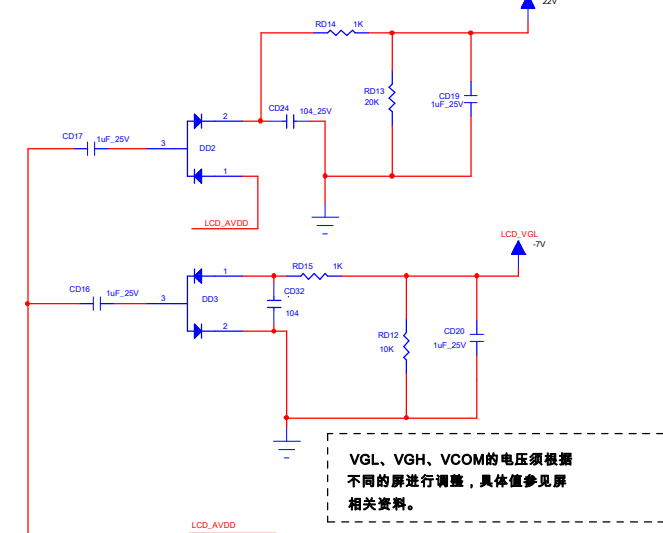 22V
RD14 1K
RD13
20K
CD19
1uF_25V
CD24 104_25V
2
CD17 1uF_25V
3
DD2
1
LCD_AVDD
LCD_VGL
-7V
RD15 1K
1
CD32
104
CD16 1uF_25V
3
DD3
2
RD12
10K
CD20
1uF_25V
VGL、VGH、VCOM的电压须根据
不同的屏进行调整，具体值参见屏
相关资料。
LCD_AVDD